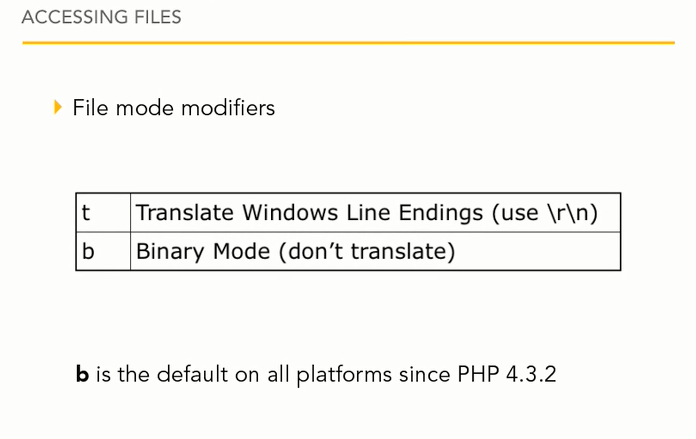 ACCESSING FILES
File mode modifiers
t Translate Windows Line Endings (use \r\n)
b Binary Mode (don’t translate)
b is the default on all platforms since PHP 4.3.2